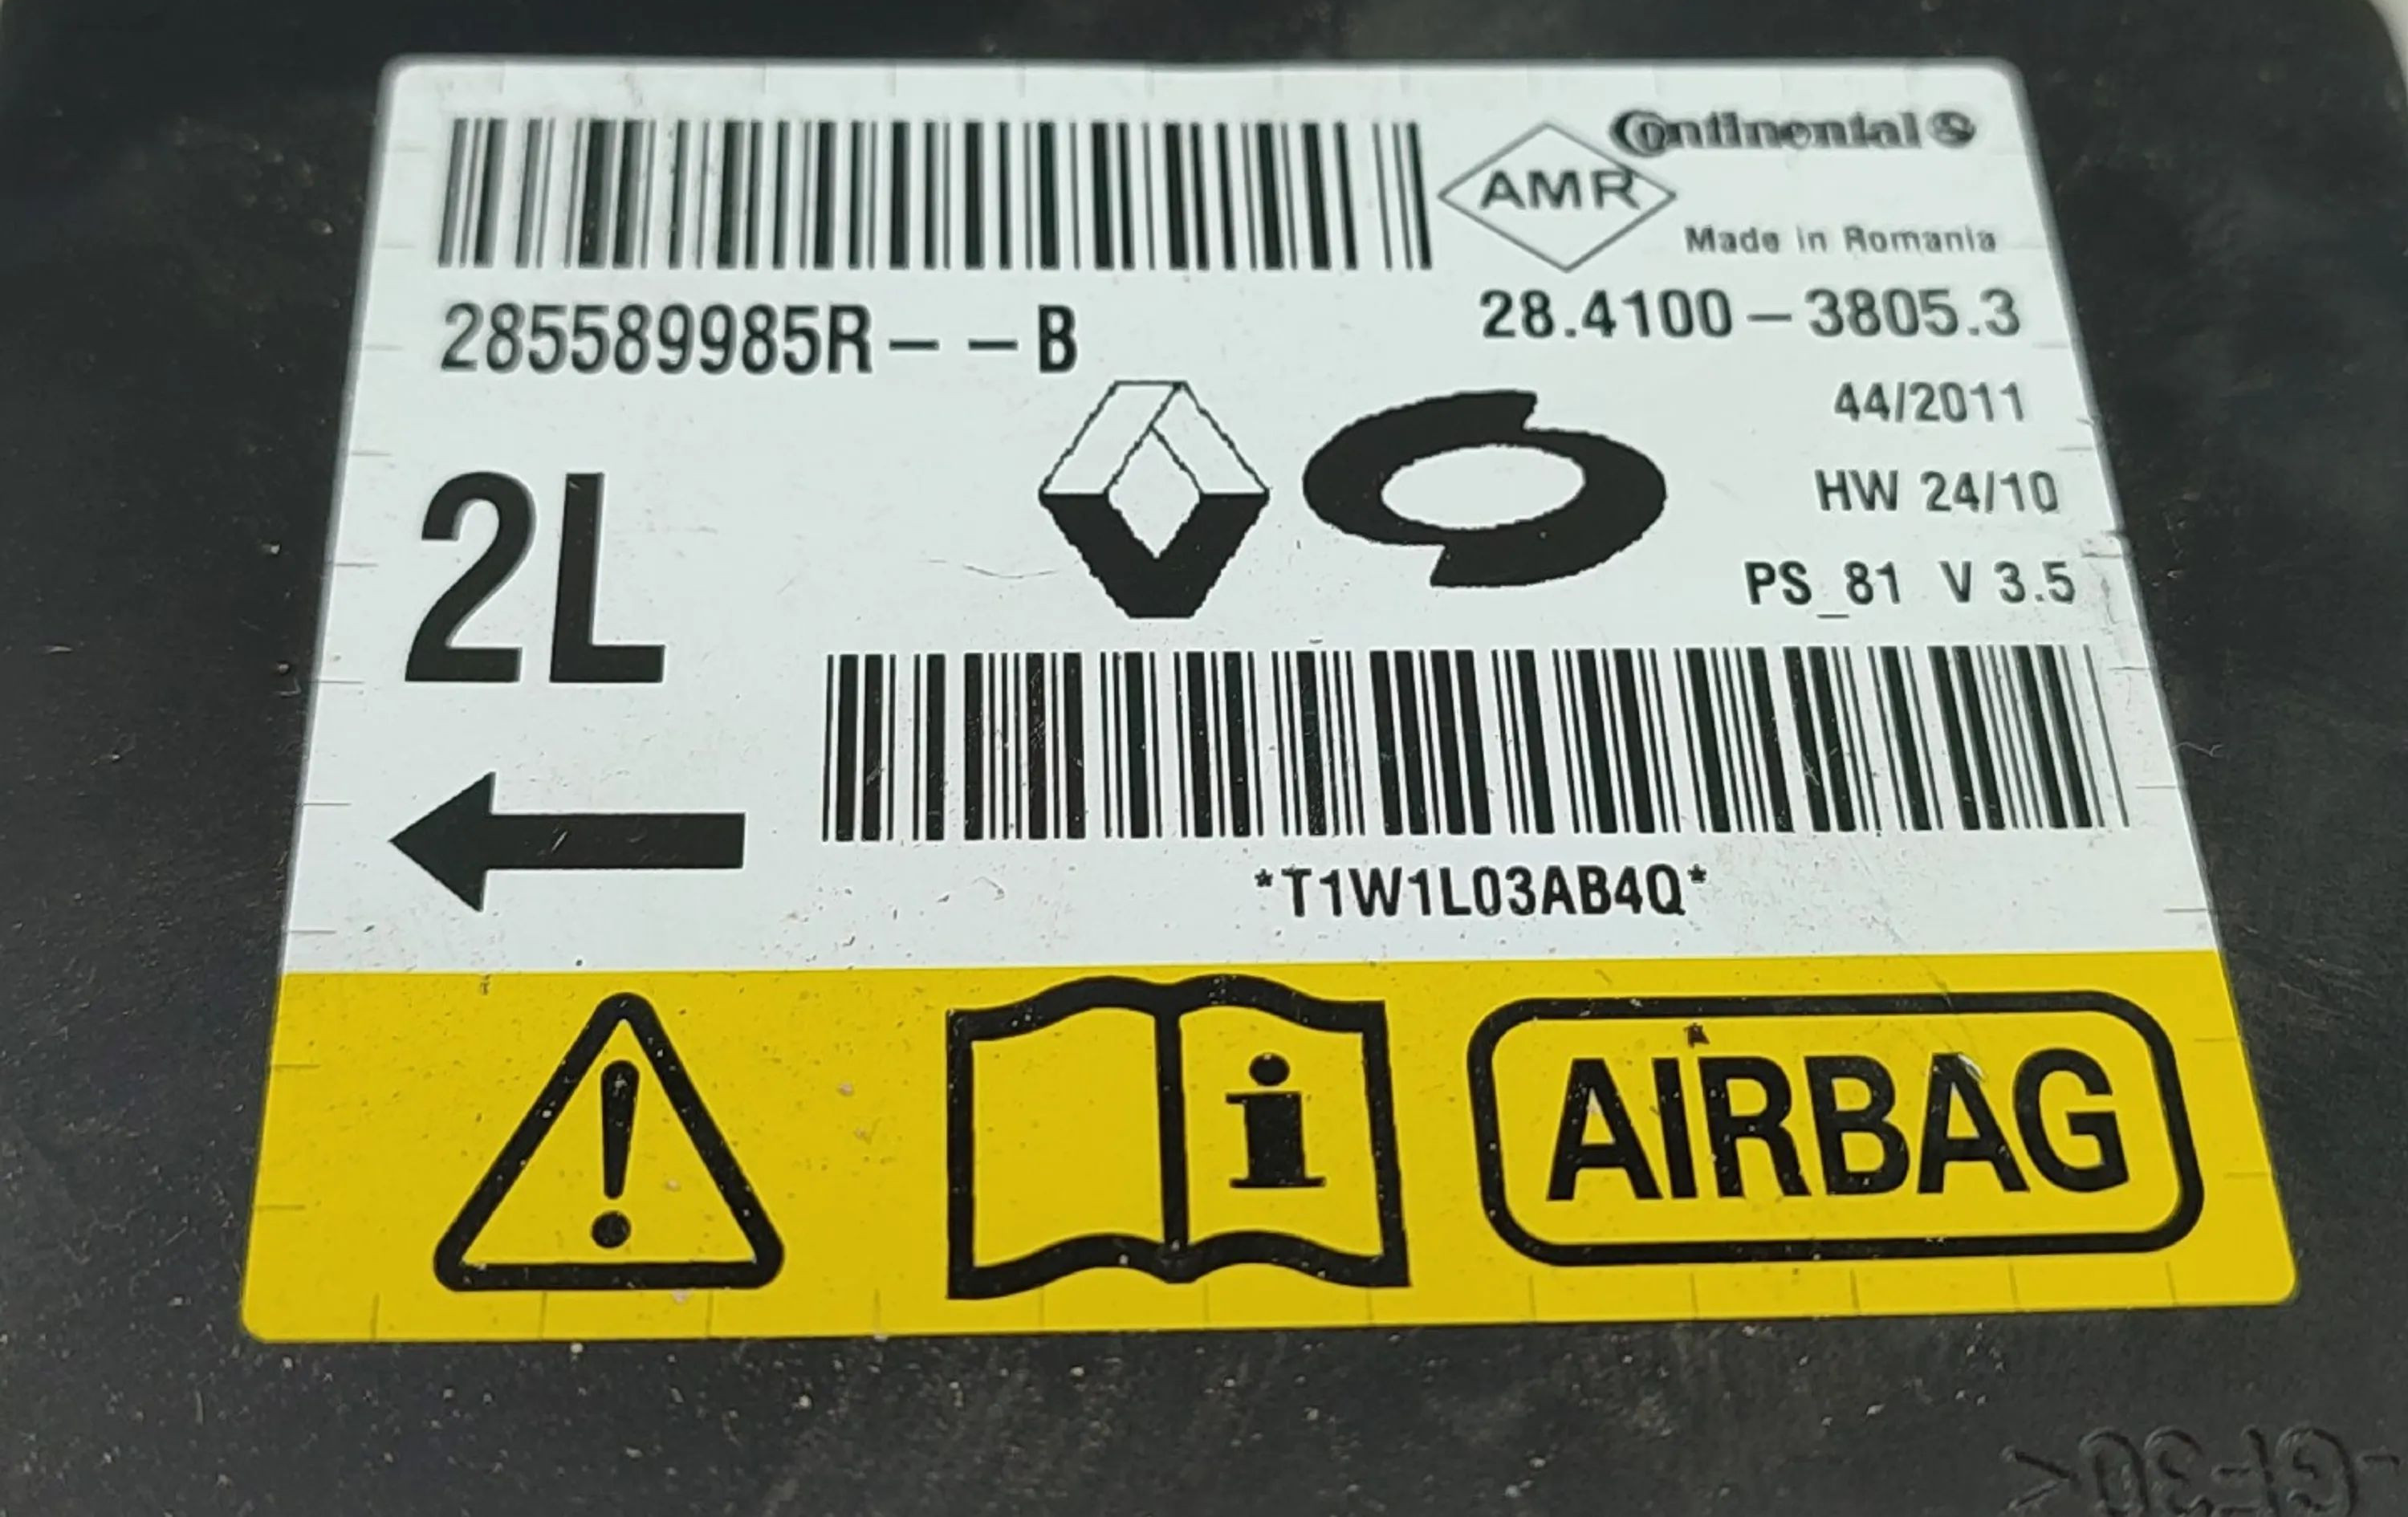 Continental
AMR
Made in Romania
285589985R--B
28.4100-3805.3
44/2011
HW 24/10
PS_81 V 3.5
2L
*T1W1L03AB4Q*
AIRBAG